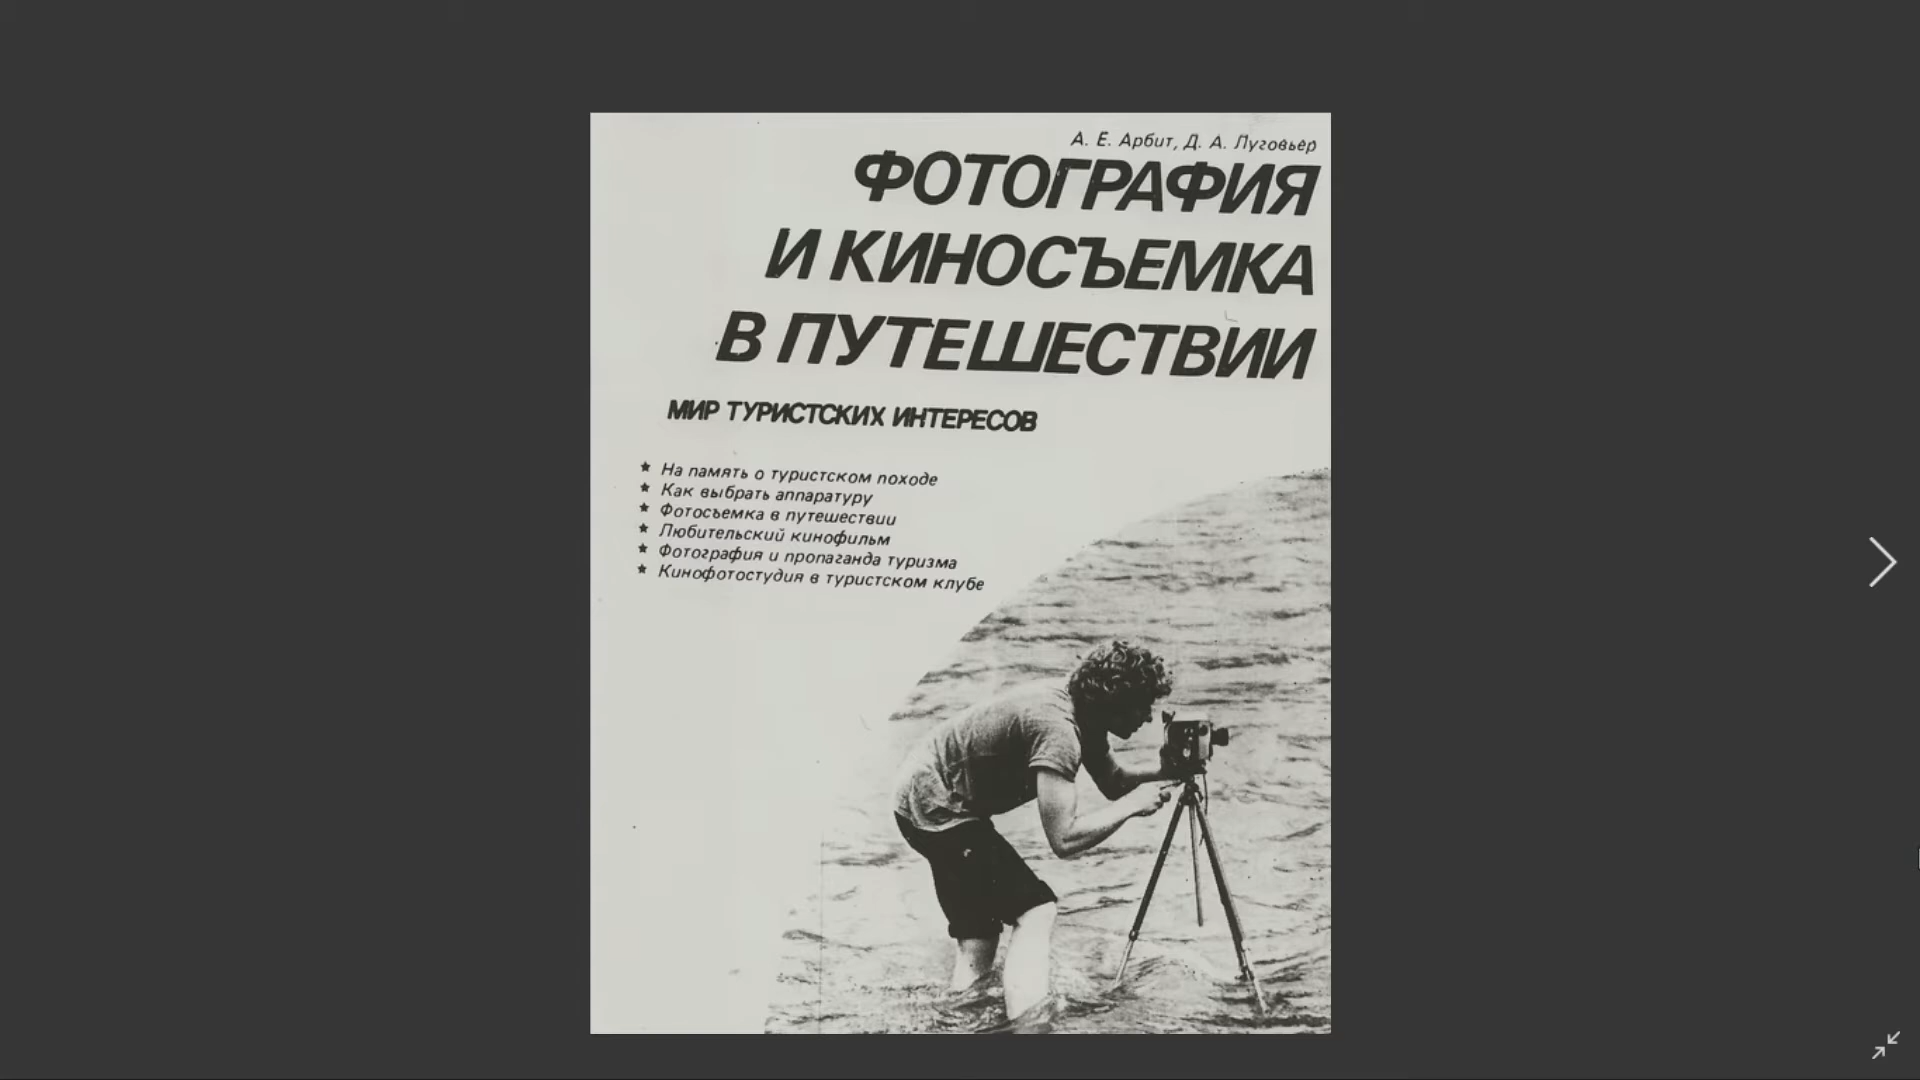 А. Е. Арбит, Д. А. Луговьер
ФОТОГРАФИЯ
И КИНОСЪЕМКА
В ПУТЕШЕСТВИИ
МИР ТУРИСТСКИХ ИНТЕРЕСОВ
★ На память о туристском походе
★ Как выбрать аппаратуру
★ Фотосъемка в путешествии
★ Любительский кинофильм
★ Фотография и пропаганда туризма
★ Кинофотостудия в туристском клубе